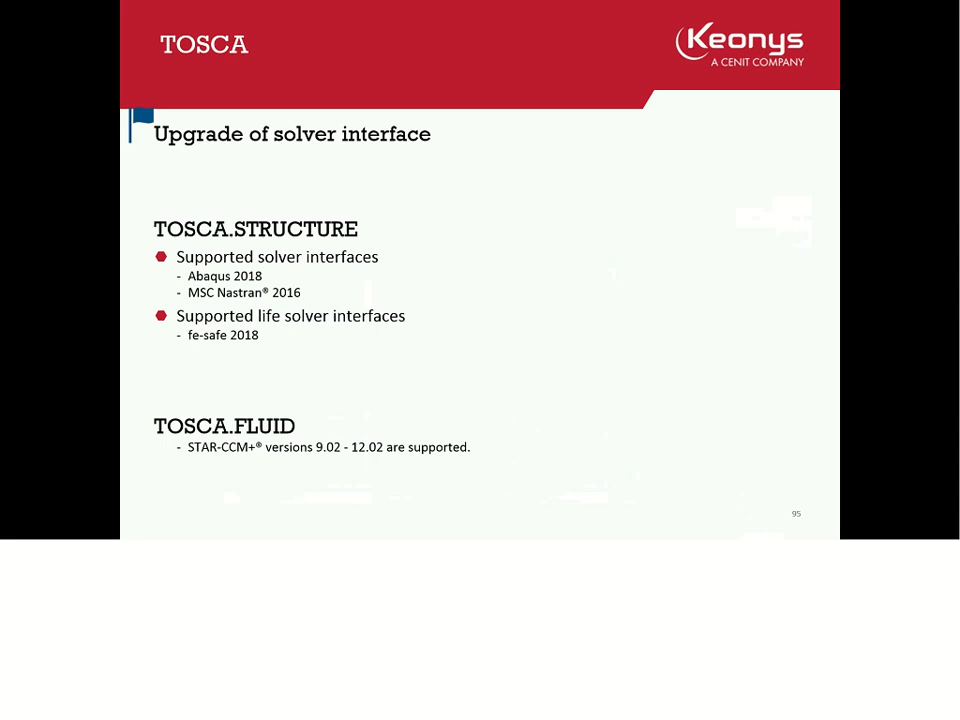 TOSCA
Keonys
A CENIT COMPANY
Upgrade of solver interface
TOSCA.STRUCTURE
Supported solver interfaces
- Abaqus 2018
- MSC Nastran® 2016
Supported life solver interfaces
- fe-safe 2018
TOSCA.FLUID
- STAR-CCM+® versions 9.02 - 12.02 are supported.
95